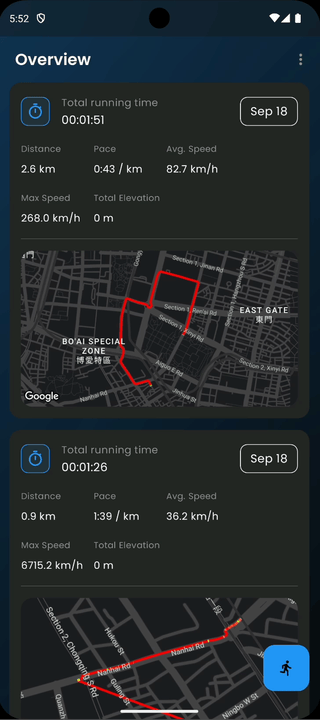 5:52
Overview
Total running time
00:01:51
Sep 18
Distance
Pace
Avg. Speed
2.6 km
0:43 / km
82.7 km/h
Max Speed
Total Elevation
268.0 km/h
0 m
Section 1, Jinan Rd
Section 1, Hangzhou S Rd
Section 1, Ren'ai Rd
EAST GATE
東門
Section 1, Xinyi Rd
BO'AI SPECIAL
ZONE
博愛特區
Section 2, Xinyi Rd
Aiguo E Rd
Jinhua St
Nanhai Rd
Google
Total running time
00:01:26
Sep 18
Distance
Pace
Avg. Speed
0.9 km
1:39 / km
36.2 km/h
Max Speed
Total Elevation
6715.2 km/h
0 m
Section 2, Chongqing S Rd
Nanhai Rd
Nanhai Rd
Ningbo W St